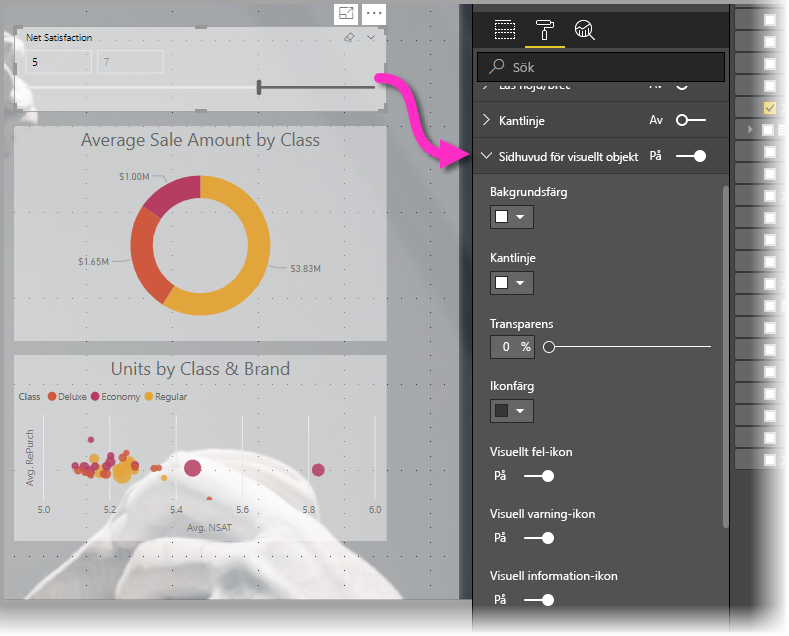 Net Satisfaction
5
7
Average Sale Amount by Class
$1.00M
$1.65M
$3.83M
Units by Class & Brand
Class Deluxe Economy Regular
Avg. RePurch
5.0 5.2 5.4 5.6 5.8 6.0
Avg. NSAT
Sök
Av
Kantlinje Av
Sidhuvud för visuellt objekt På
Bakgrundsfärg
Kantlinje
Transparens
0 %
Ikonfärg
Visuellt fel-ikon
På
Visuell varning-ikon
På
Visuell information-ikon
På